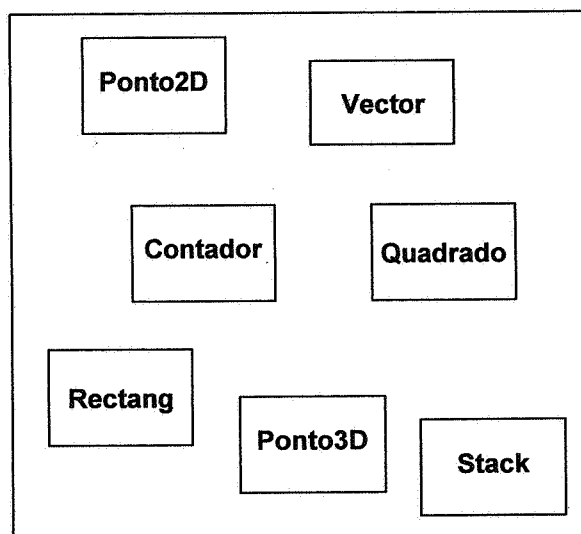 Ponto2D
Vector
Contador
Quadrado
Rectang
Ponto3D
Stack